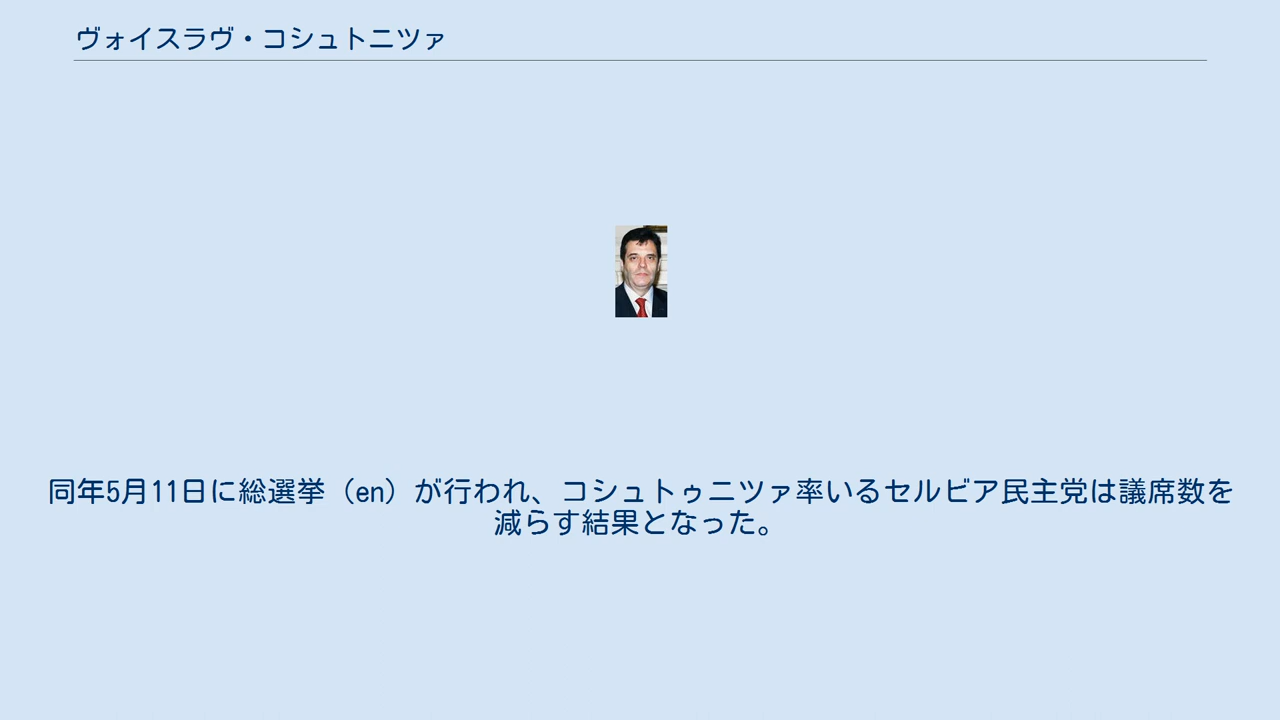 ヴォイスラヴ・コシュトニツァ
同年5月11日に総選挙（en）が行われ、コシュトゥニツァ率いるセルビア民主党は議席数を
減らす結果となった。